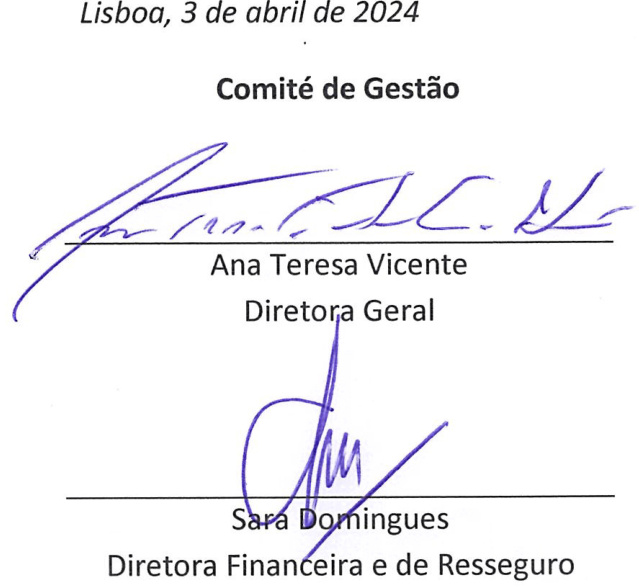 Lisboa, 3 de abril de 2024
Comité de Gestão
Ana Teresa Vicente
Diretora Geral
Sara Domingues
Diretora Financeira e de Resseguro